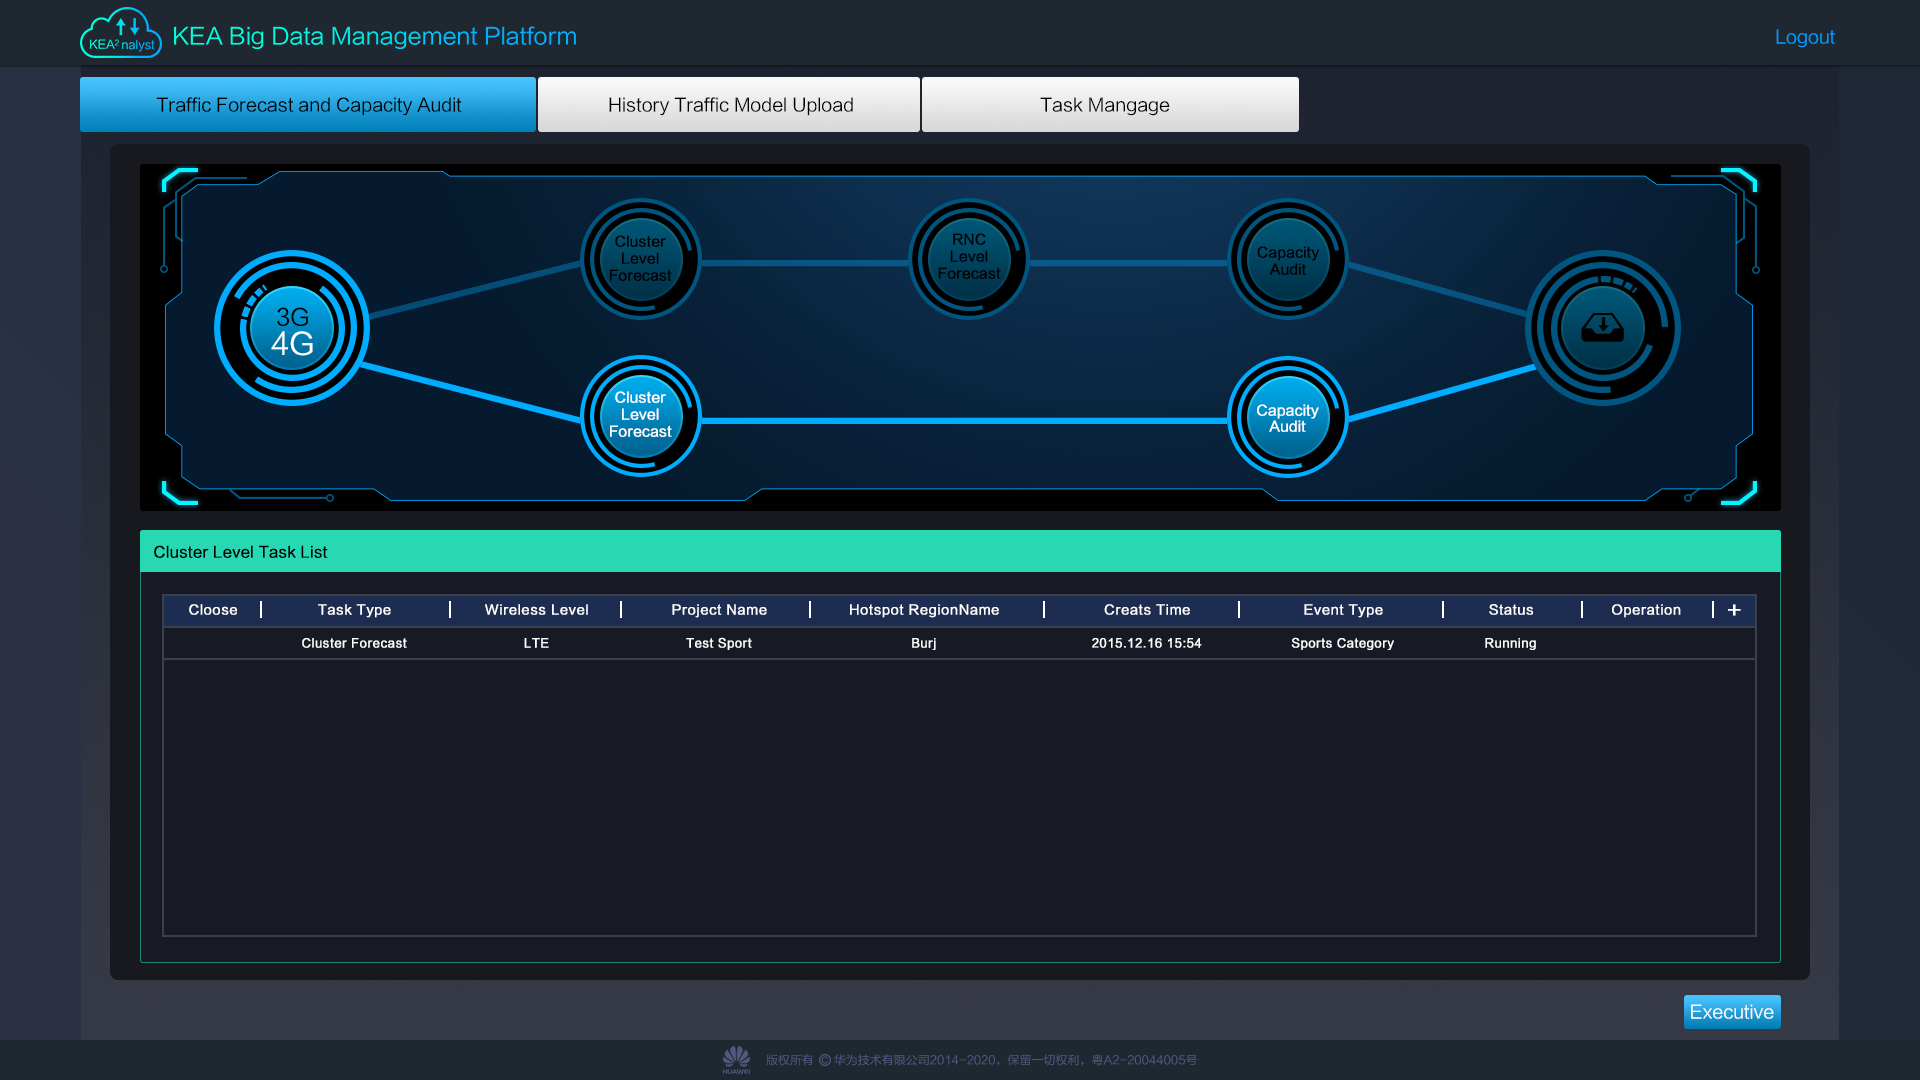 KEA² nalyst
KEA Big Data Management Platform
Logout
Traffic Forecast and Capacity Audit
History Traffic Model Upload
Task Mangage
3G
4G
Cluster
Level
Forecast
RNC
Level
Forecast
Capacity
Audit
Cluster
Level
Forecast
Capacity
Audit
Cluster Level Task List
Cloose Task Type Wireless Level Project Name Hotspot RegionName Creats Time Event Type Status Operation +
Cluster Forecast LTE Test Sport Burj 2015.12.16 15:54 Sports Category Running
Executive
HUAWEI
版权所有 © 华为技术有限公司2014-2020，保留一切权利，粤A2-20044005号